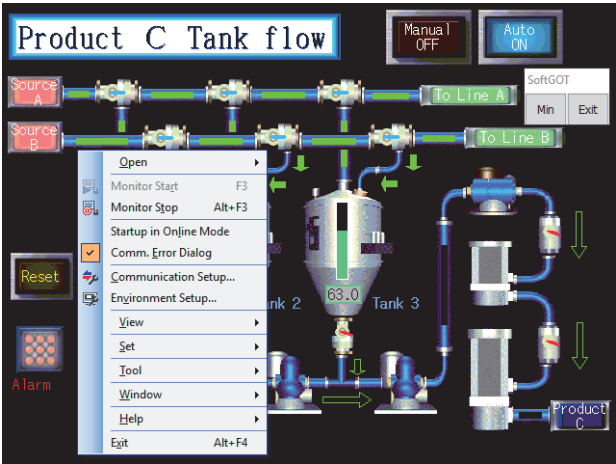 Product C Tank flow
Manual
OFF
Auto
ON
SoftGOT
Min Exit
Source
A
To Line A
Source
B
To Line B
Open
Monitor Start F3
Monitor Stop Alt+F3
Startup in Online Mode
Comm. Error Dialog
Communication Setup...
Environment Setup...
View
Set
Tool
Window
Help
Exit Alt+F4
Reset
Alarm
63.0
nk 2
Tank 3
Product
C